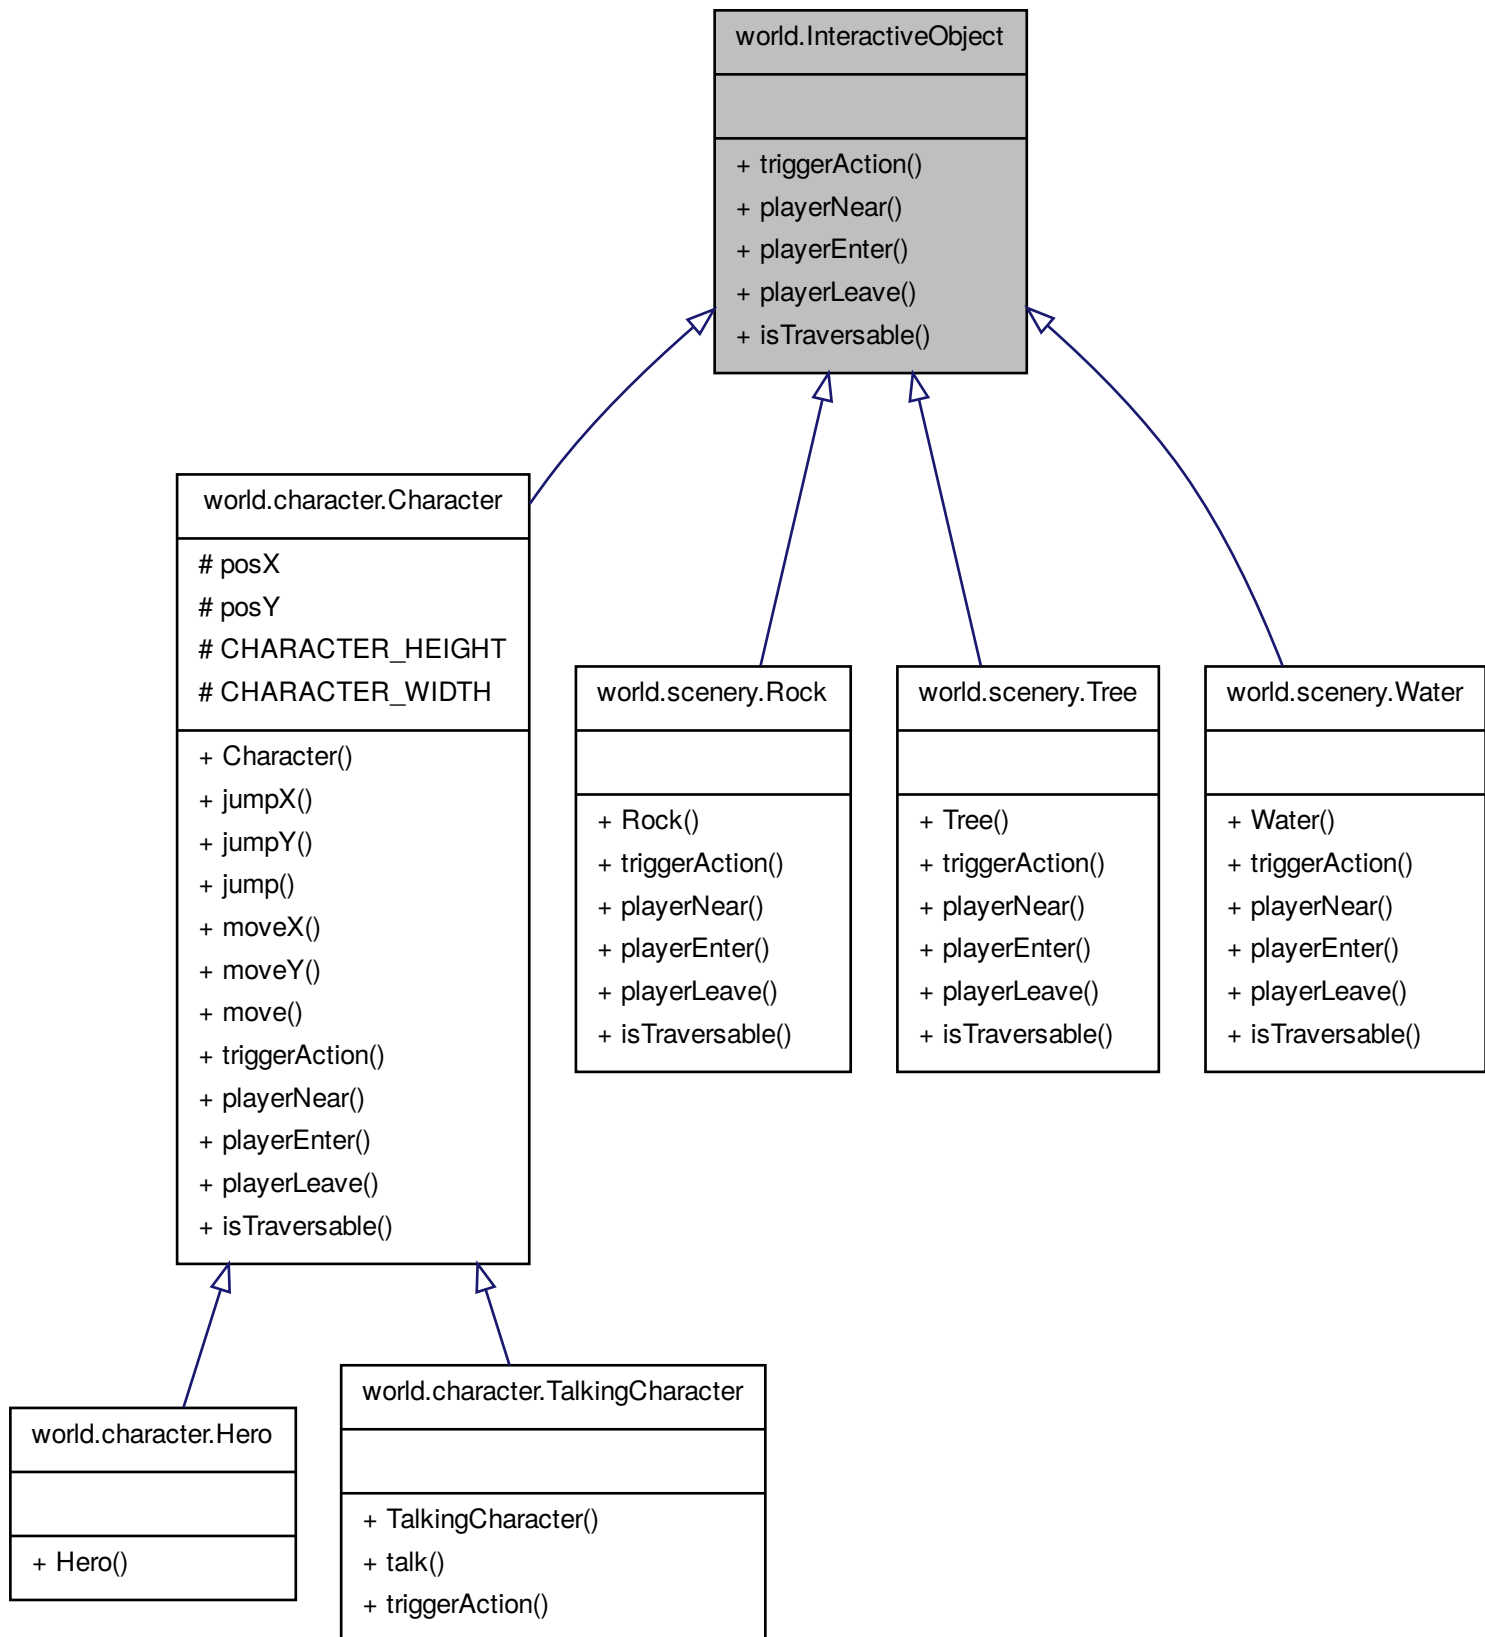 world.InteractiveObject
+ triggerAction()
+ playerNear()
+ playerEnter()
+ playerLeave()
+ isTraversable()
world.character.Character
# posX
# posY
# CHARACTER_HEIGHT
# CHARACTER_WIDTH
+ Character()
+ jumpX()
+ jumpY()
+ jump()
+ moveX()
+ moveY()
+ move()
+ triggerAction()
+ playerNear()
+ playerEnter()
+ playerLeave()
+ isTraversable()
world.scenery.Rock
+ Rock()
+ triggerAction()
+ playerNear()
+ playerEnter()
+ playerLeave()
+ isTraversable()
world.scenery.Tree
+ Tree()
+ triggerAction()
+ playerNear()
+ playerEnter()
+ playerLeave()
+ isTraversable()
world.scenery.Water
+ Water()
+ triggerAction()
+ playerNear()
+ playerEnter()
+ playerLeave()
+ isTraversable()
world.character.Hero
+ Hero()
world.character.TalkingCharacter
+ TalkingCharacter()
+ talk()
+ triggerAction()